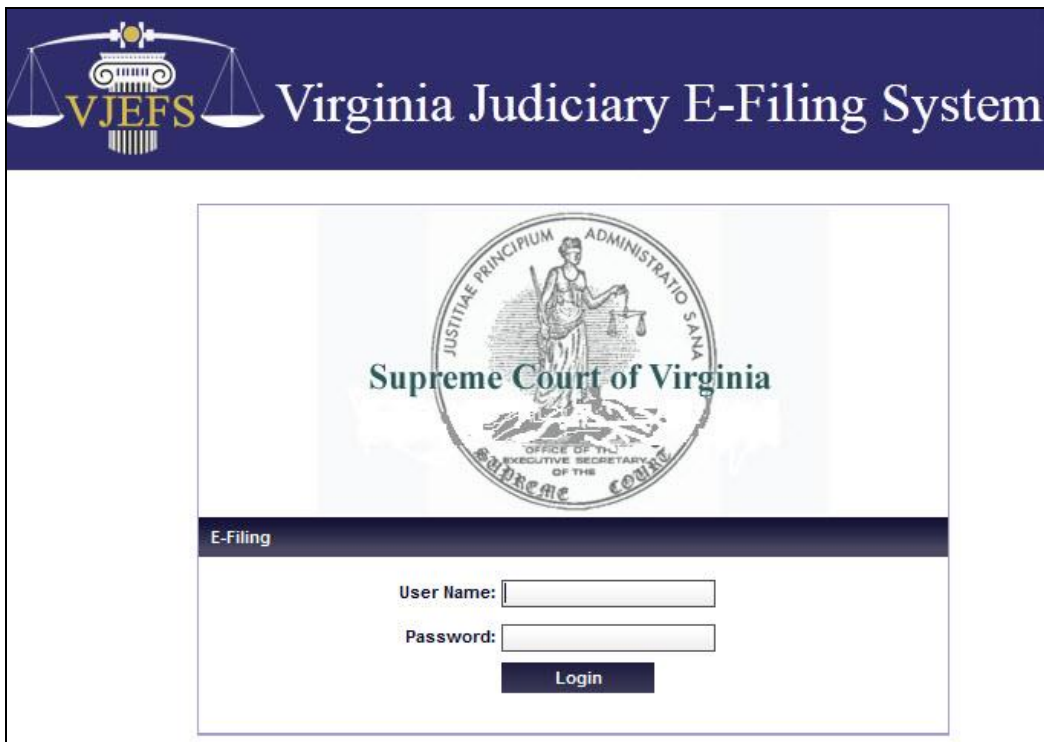 VJEFS
Virginia Judiciary E-Filing System
JUSTITIAE PRINCIPIUM ADMINISTRATIO SANA
Supreme Court of Virginia
OFFICE OF THE
EXECUTIVE SECRETARY
OF THE
SUPREME COURT
E-Filing
User Name:
Password:
Login